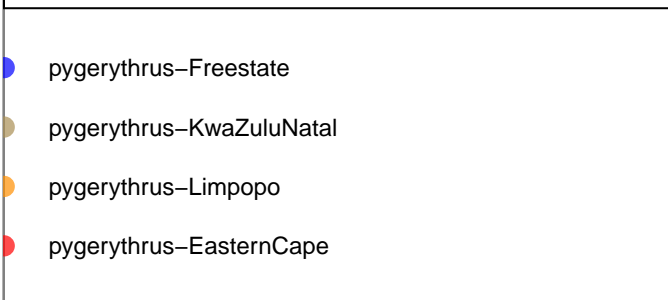 pygerythrus−Freestate
pygerythrus−KwaZuluNatal
pygerythrus−Limpopo
pygerythrus−EasternCape